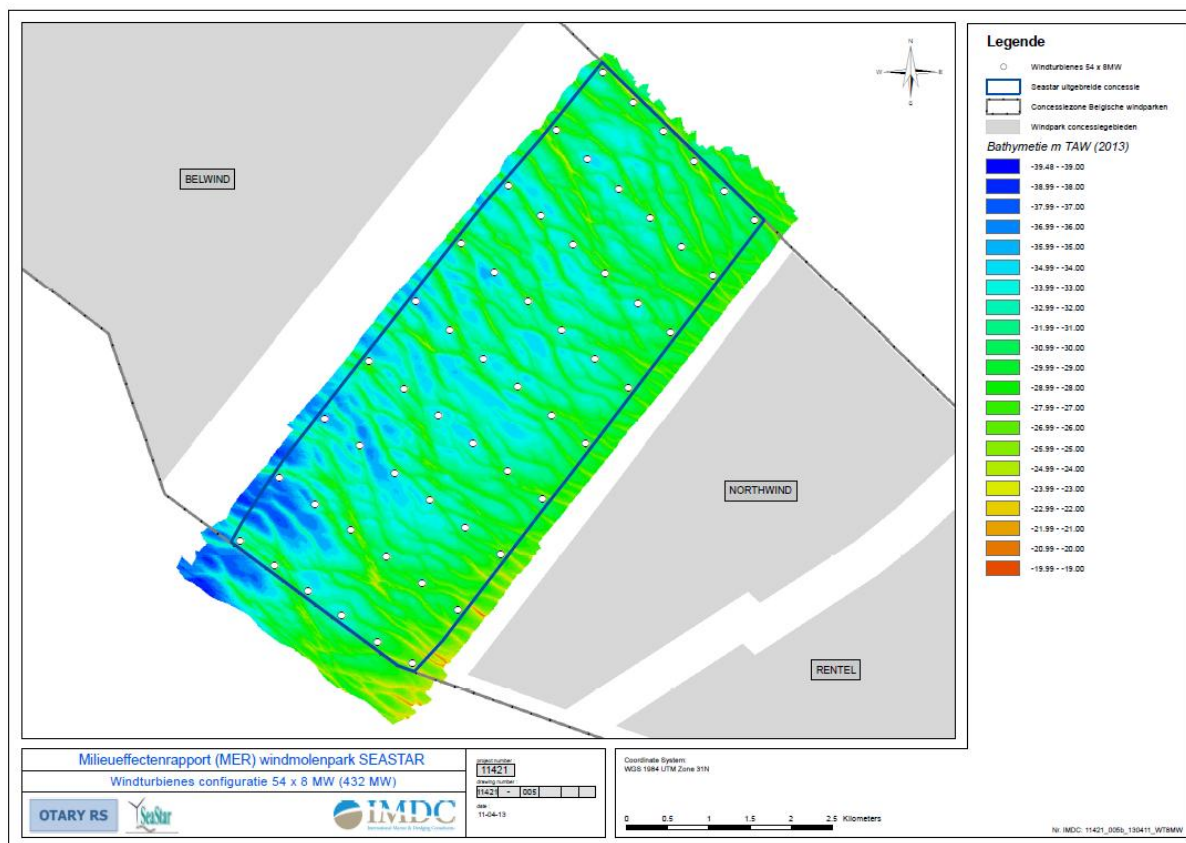 BELWIND
NORTHWIND
RENTEL
N
W
Legende
Windturbienes 54 x 8MW
Seastar uitgebreide concessie
Concessiezone Belgische windparken
Windpark concessiegebieden
Bathymetie m TAW (2013)
-39.48 - -39.00
-38.99 - -38.00
-37.99 - -37.00
-36.99 - -36.00
-35.99 - -35.00
-34.99 - -34.00
-33.99 - -33.00
-32.99 - -32.00
-31.99 - -31.00
-30.99 - -30.00
-29.99 - -29.00
-28.99 - -28.00
-27.99 - -27.00
-26.99 - -26.00
-25.99 - -25.00
-24.99 - -24.00
-23.99 - -23.00
-22.99 - -22.00
-21.99 - -21.00
-20.99 - -20.00
-19.99 - -19.00
Milieueffectenrapport (MER) windmolenpark SEASTAR
Windturbienes configuratie 54 x 8 MW (432 MW)
OTARY RS
SeaStar
IMDC
International Marine & Dredging Consultants
project number
11421
drawing number
11421 - 005
date
11-04-13
Coordinate System:
WGS 1984 UTM Zone 31N
0 0.5 1 1.5 2 2.5 Kilometers
Nr. IMDC: 11421_005b_130411_WT8MW